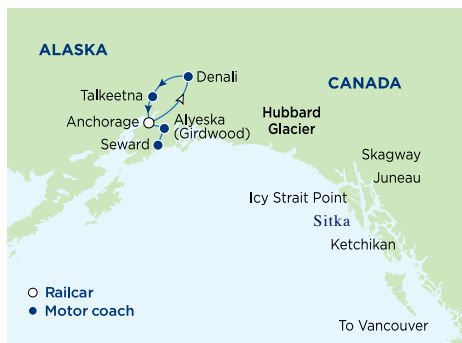 ALASKA
CANADA
Denali
Talkeetna
Anchorage
Alyeska
(Girdwood)
Seward
Hubbard
Glacier
Skagway
Juneau
Icy Strait Point
Sitka
Ketchikan
Railcar
Motor coach
To Vancouver